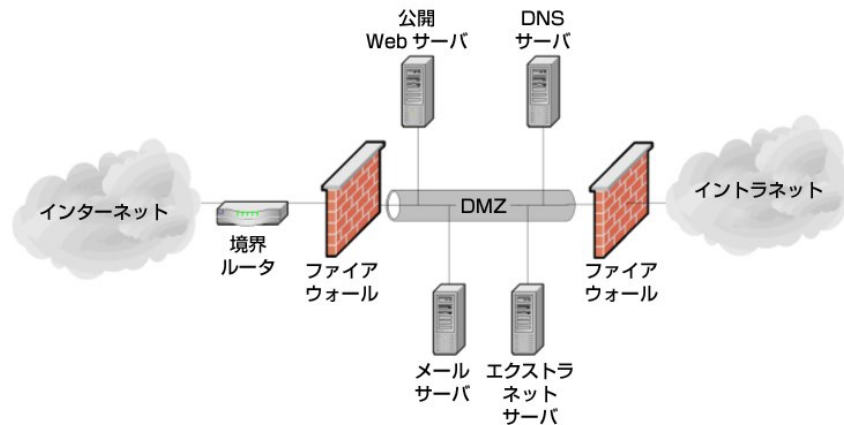 公開
Web サーバ
DNS
サーバ
インターネット
境界
ルータ
ファイア
ウォール
DMZ
ファイア
ウォール
イントラネット
メール
サーバ
エクストラ
ネット
サーバ